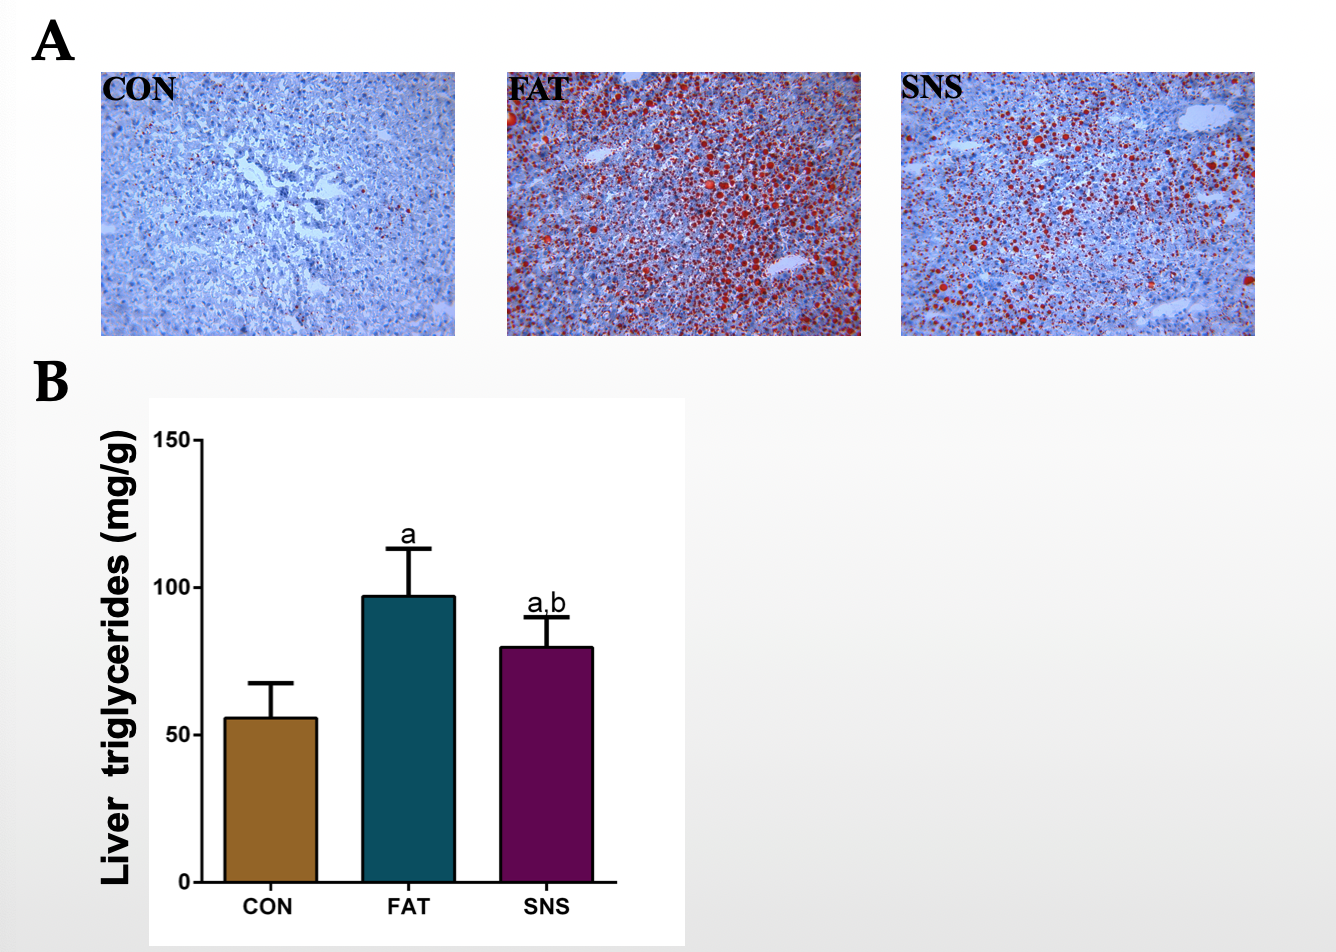 A
CON
FAT
SNS
B
Liver triglycerides (mg/g)
150
100
50
0
a
a,b
CON
FAT
SNS